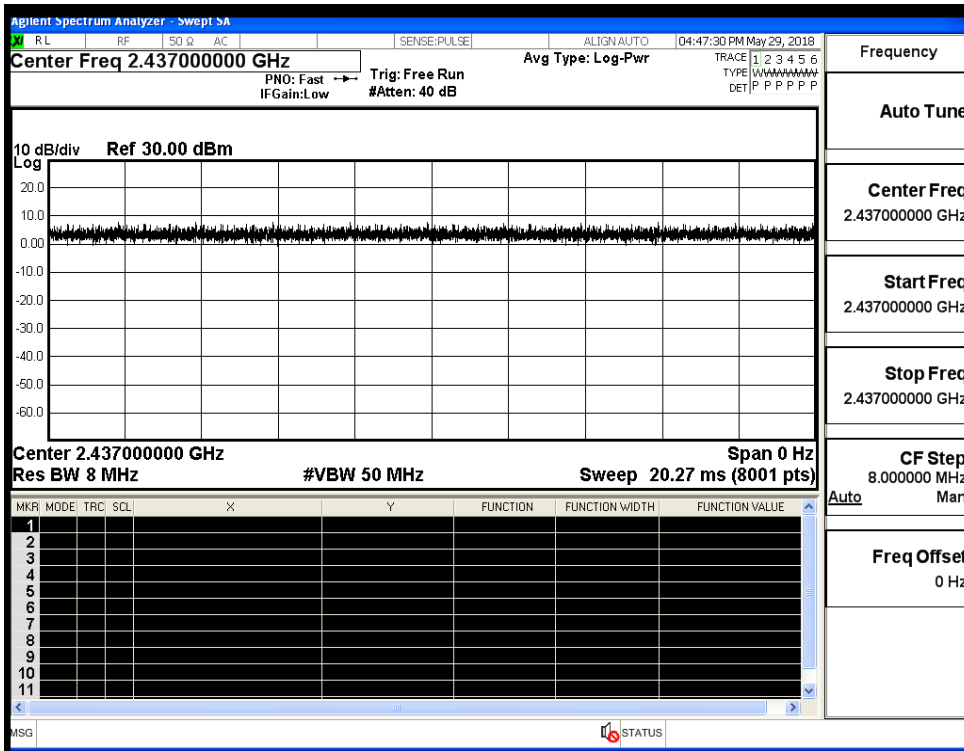 Agilent Spectrum Analyzer - Swept SA
RL RF 50 Ω AC SENSE:PULSE ALIGN AUTO 04:47:30 PM May 29, 2018
Center Freq 2.437000000 GHz
PNO: Fast
IFGain:Low
Trig: Free Run
#Atten: 40 dB
Avg Type: Log-Pwr
TRACE 1 2 3 4 5 6
TYPE
DET P P P P P P
10 dB/div Ref 30.00 dBm
Log
20.0
10.0
0.00
-10.0
-20.0
-30.0
-40.0
-50.0
-60.0
Center 2.437000000 GHz Span 0 Hz
Res BW 8 MHz #VBW 50 MHz Sweep 20.27 ms (8001 pts)
MKR MODE TRC SCL X Y FUNCTION FUNCTION WIDTH FUNCTION VALUE
1
2
3
4
5
6
7
8
9
10
11
MSG STATUS
Frequency
Auto Tune
Center Freq
2.437000000 GHz
Start Freq
2.437000000 GHz
Stop Freq
2.437000000 GHz
CF Step
8.000000 MHz
Auto Man
Freq Offset
0 Hz